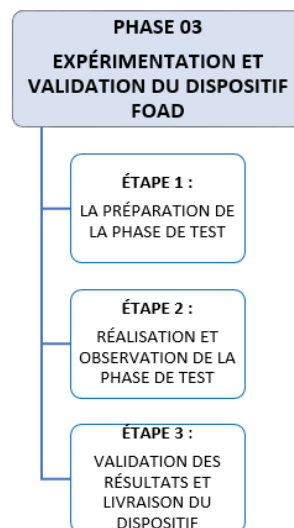 PHASE 03
EXPÉRIMENTATION ET
VALIDATION DU DISPOSITIF
FOAD
ÉTAPE 1 :
LA PRÉPARATION DE
LA PHASE DE TEST
ÉTAPE 2 :
RÉALISATION ET
OBSERVATION DE LA
PHASE DE TEST
ÉTAPE 3 :
VALIDATION DES
RÉSULTATS ET
LIVRAISON DU
DISPOSITIF